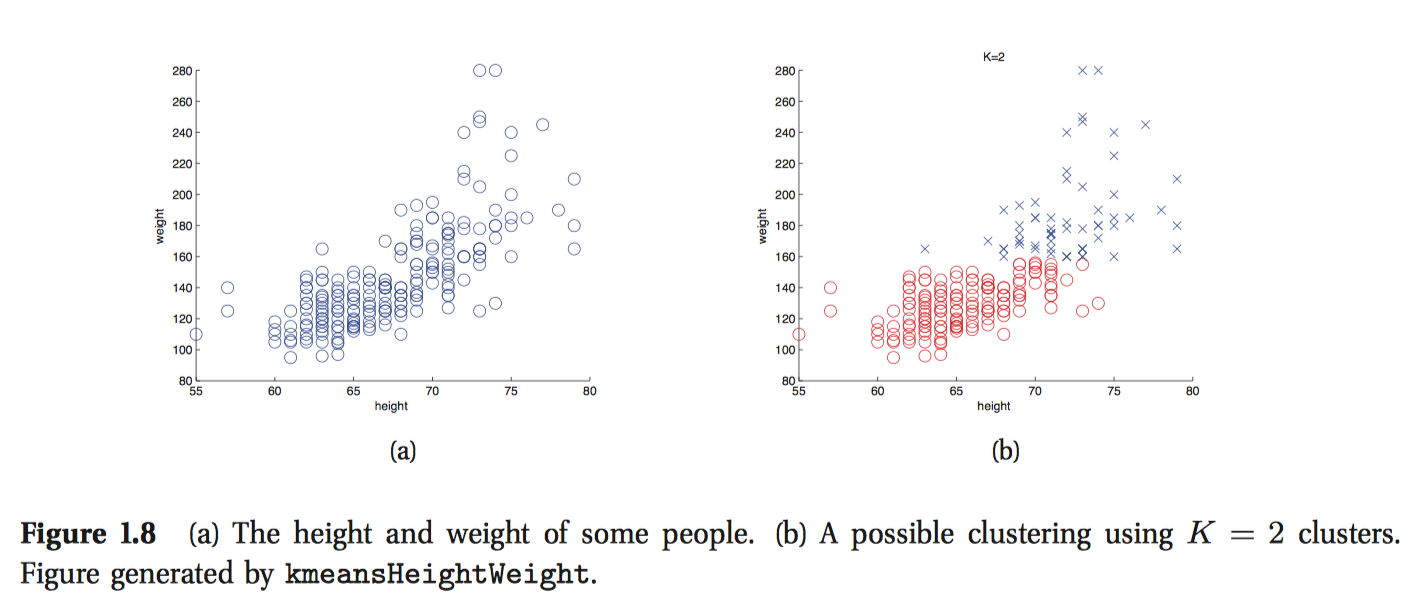 K=2
280
260
240
220
200
180
160
140
120
100
80
weight
55 60 65 70 75 80
height
(a)
280
260
240
220
200
180
160
140
120
100
80
weight
55 60 65 70 75 80
height
(b)
Figure 1.8 (a) The height and weight of some people. (b) A possible clustering using K = 2 clusters.
Figure generated by kmeansHeightWeight.